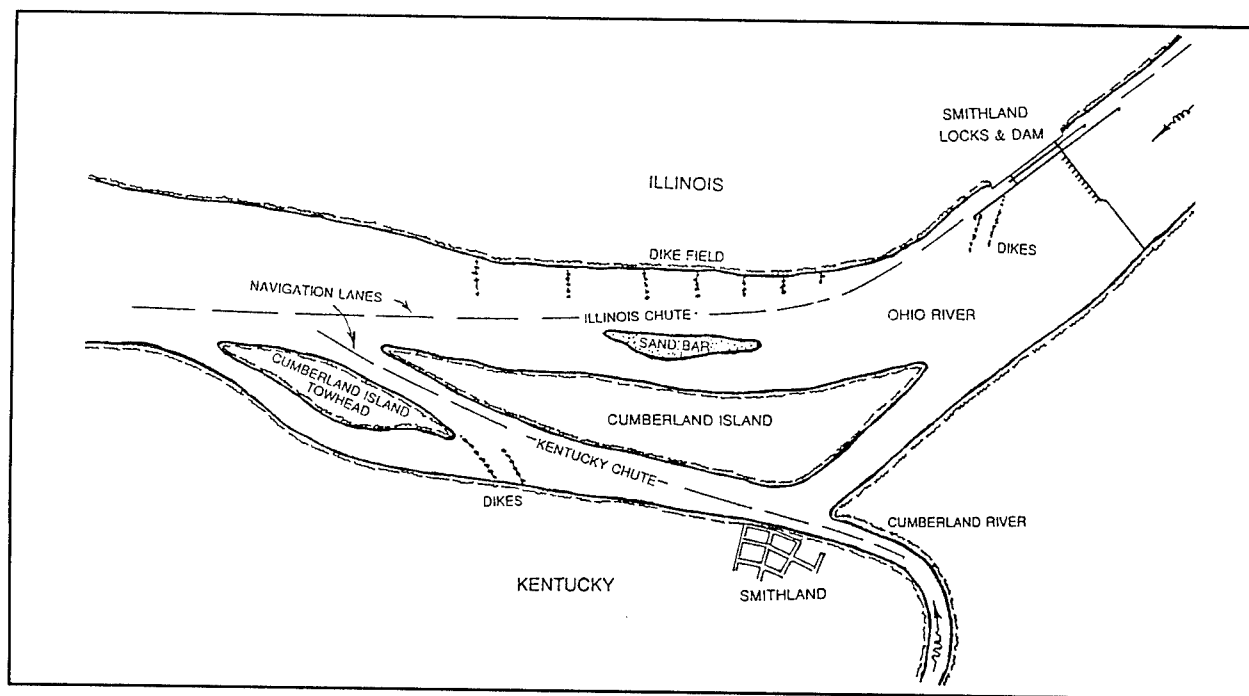 SMITHLAND
LOCKS & DAM
ILLINOIS
DIKE FIELD
DIKES
NAVIGATION LANES
ILLINOIS CHUTE
OHIO RIVER
SAND BAR
CUMBERLAND ISLAND
TOWHEAD
CUMBERLAND ISLAND
KENTUCKY CHUTE
DIKES
CUMBERLAND RIVER
KENTUCKY
SMITHLAND